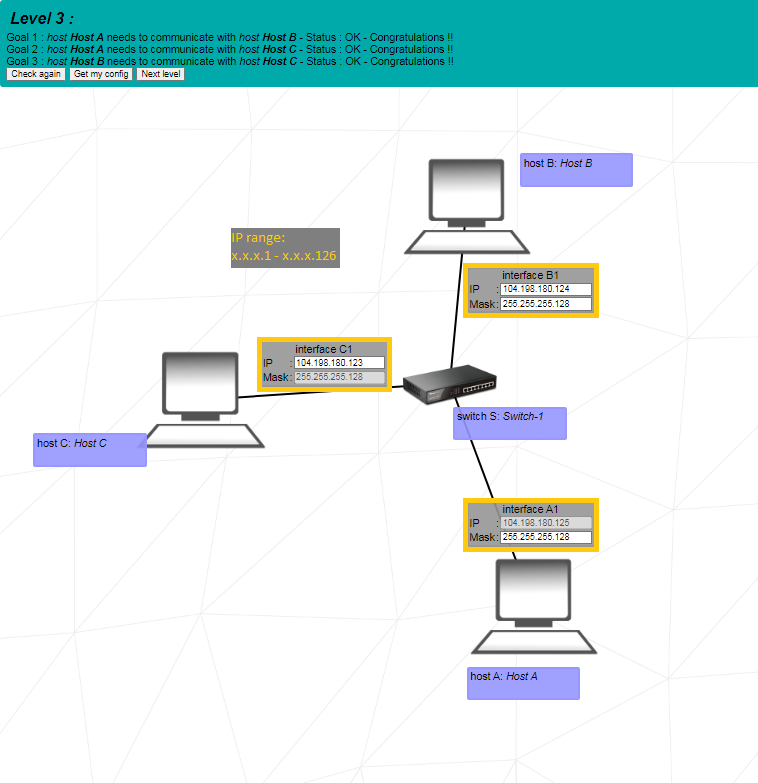 Level 3 :
Goal 1 : host Host A needs to communicate with host Host B - Status : OK - Congratulations !!
Goal 2 : host Host A needs to communicate with host Host C - Status : OK - Congratulations !!
Goal 3 : host Host B needs to communicate with host Host C - Status : OK - Congratulations !!
Check again Get my config Next level
host B: Host B
IP range:
x.x.x.1 - x.x.x.126
interface B1
IP : 104.198.180.124
Mask: 255.255.255.128
interface C1
IP : 104.198.180.123
Mask: 255.255.255.128
switch S: Switch-1
host C: Host C
interface A1
IP : 104.198.180.125
Mask: 255.255.255.128
host A: Host A